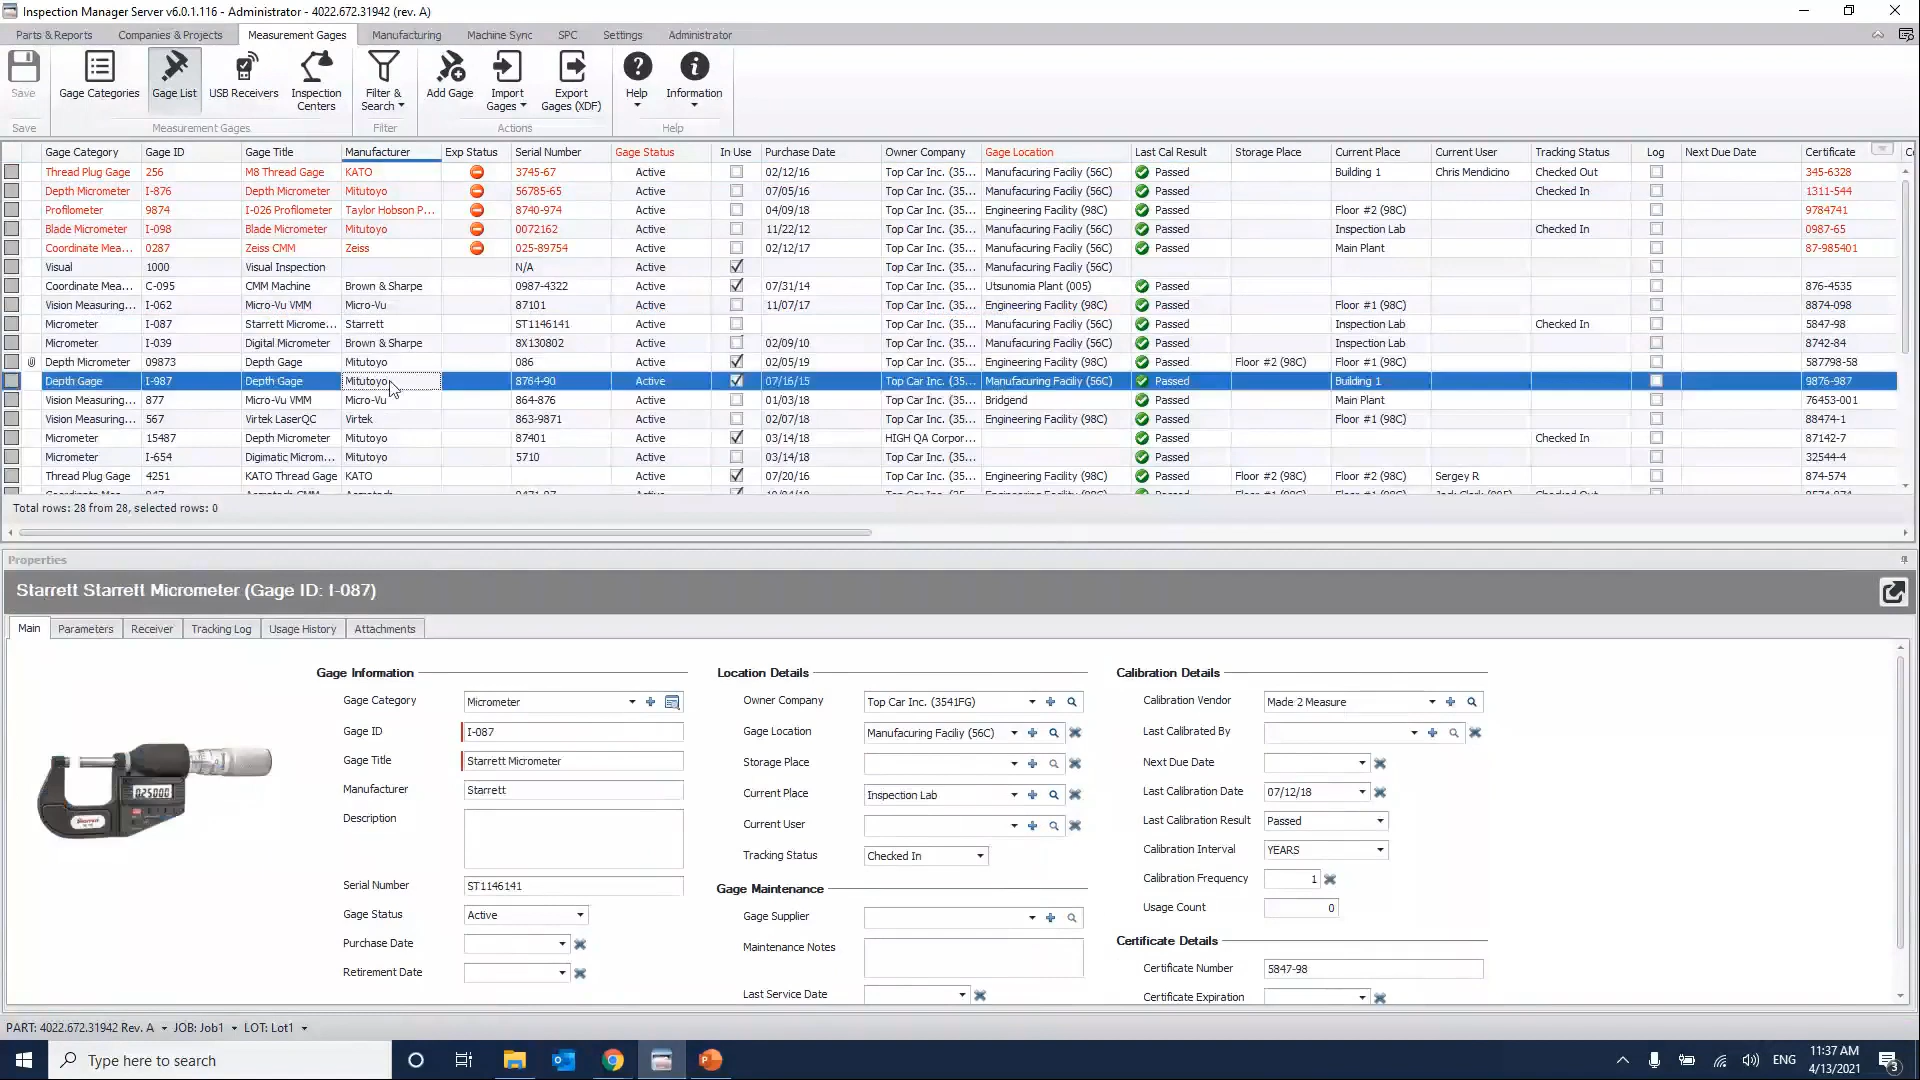 Inspection Manager Server v6.0.1.116 - Administrator - 4022.672.31942 (rev. A)
Parts & Reports Companies & Projects Measurement Gages Manufacturing Machine Sync SPC Settings Administrator
Save Gage Categories Gage List USB Receivers Inspection Centers Filter & Search Add Gage Import Gages Export Gages (XDF) Help Information
Save Measurement Gages Filter Actions Help
Gage Category Gage ID Gage Title Manufacturer Exp Status Serial Number Gage Status In Use Purchase Date Owner Company Gage Location Last Cal Result Storage Place Current Place Current User Tracking Status Log Next Due Date Certificate
Thread Plug Gage 256 M8 Thread Gage KATO 3745-67 Active 02/12/16 Top Car Inc. (35... Manufacuring Faciliy (56C) Passed Building 1 Chris Mendicino Checked Out 345-6328
Depth Micrometer I-876 Depth Micrometer Mitutoyo 56785-65 Active 07/05/16 Top Car Inc. (35... Manufacuring Faciliy (56C) Passed Checked In 1311-544
Profilometer 9874 I-026 Profilometer Taylor Hobson P... 8740-974 Active 04/09/18 Top Car Inc. (35... Engineering Facility (98C) Passed Floor #2 (98C) 9784741
Blade Micrometer I-098 Blade Micrometer Mitutoyo 0072162 Active 11/22/12 Top Car Inc. (35... Manufacuring Faciliy (56C) Passed Inspection Lab Checked In 0987-65
Coordinate Mea... 0287 Zeiss CMM Zeiss 025-89754 Active 02/12/17 Top Car Inc. (35... Manufacuring Faciliy (56C) Passed Main Plant 87-985401
Visual 1000 Visual Inspection N/A Active Top Car Inc. (35... Manufacuring Faciliy (56C)
Coordinate Mea... C-095 CMM Machine Brown & Sharpe 0987-4322 Active 07/31/14 Top Car Inc. (35... Utsunomia Plant (005) Passed 876-4535
Vision Measuring... I-062 Micro-Vu VMM Micro-Vu 87101 Active 11/07/17 Top Car Inc. (35... Engineering Facility (98C) Passed Floor #1 (98C) 8874-098
Micrometer I-087 Starrett Microme... Starrett ST1146141 Active Top Car Inc. (35... Manufacuring Faciliy (56C) Passed Inspection Lab Checked In 5847-98
Micrometer I-039 Digital Micrometer Brown & Sharpe 8X130802 Active 02/09/10 Top Car Inc. (35... Manufacuring Faciliy (56C) Passed Inspection Lab 8742-84
Depth Micrometer 09873 Depth Gage Mitutoyo 086 Active 02/05/19 Top Car Inc. (35... Engineering Facility (98C) Passed Floor #2 (98C) Floor #1 (98C) 587798-58
Depth Gage I-987 Depth Gage Mitutoyo 8764-90 Active 07/16/15 Top Car Inc. (35... Manufacuring Faciliy (56C) Passed Building 1 9876-987
Vision Measuring... 877 Micro-Vu VMM Micro-Vu 864-876 Active 01/03/18 Top Car Inc. (35... Bridgend Passed Main Plant 76453-001
Vision Measuring... 567 Virtek LaserQC Virtek 863-9871 Active 02/07/18 Top Car Inc. (35... Engineering Facility (98C) Passed Floor #1 (98C) 88474-1
Micrometer 15487 Depth Micrometer Mitutoyo 87401 Active 03/14/18 HIGH QA Corpor... Passed Checked In 87142-7
Micrometer I-654 Digimatic Microm... Mitutoyo 5710 Active 03/14/18 Top Car Inc. (35... Passed 32544-4
Thread Plug Gage 4251 KATO Thread Gage KATO Active 07/20/16 Top Car Inc. (35... Engineering Facility (98C) Passed Floor #2 (98C) Floor #2 (98C) Sergey R 874-574
Total rows: 28 from 28, selected rows: 0
Properties
Starrett Starrett Micrometer (Gage ID: I-087)
Main Parameters Receiver Tracking Log Usage History Attachments
Gage Information
Gage Category Micrometer
Gage ID I-087
Gage Title Starrett Micrometer
Manufacturer Starrett
Description
Serial Number ST1146141
Gage Status Active
Purchase Date
Retirement Date
Location Details
Owner Company Top Car Inc. (3541FG)
Gage Location Manufacuring Faciliy (56C)
Storage Place
Current Place Inspection Lab
Current User
Tracking Status Checked In
Gage Maintenance
Gage Supplier
Maintenance Notes
Last Service Date
Calibration Details
Calibration Vendor Made 2 Measure
Last Calibrated By
Next Due Date
Last Calibration Date 07/12/18
Last Calibration Result Passed
Calibration Interval YEARS
Calibration Frequency 1
Usage Count 0
Certificate Details
Certificate Number 5847-98
Certificate Expiration
PART: 4022.672.31942 Rev. A JOB: Job1 LOT: Lot1
Type here to search
ENG
11:37 AM
4/13/2021
3